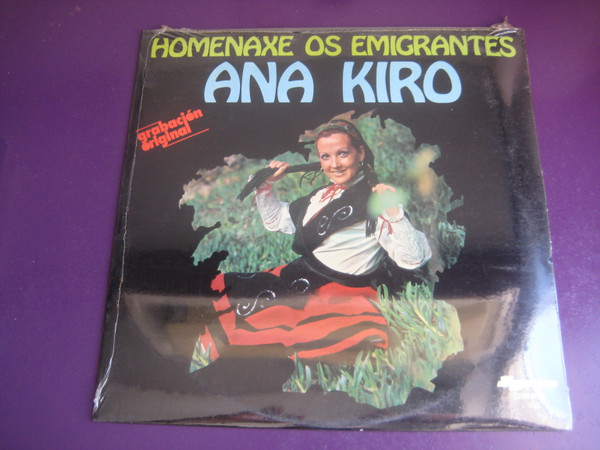 HOMENAXE OS EMIGRANTES
ANA KIRO
grabación
original